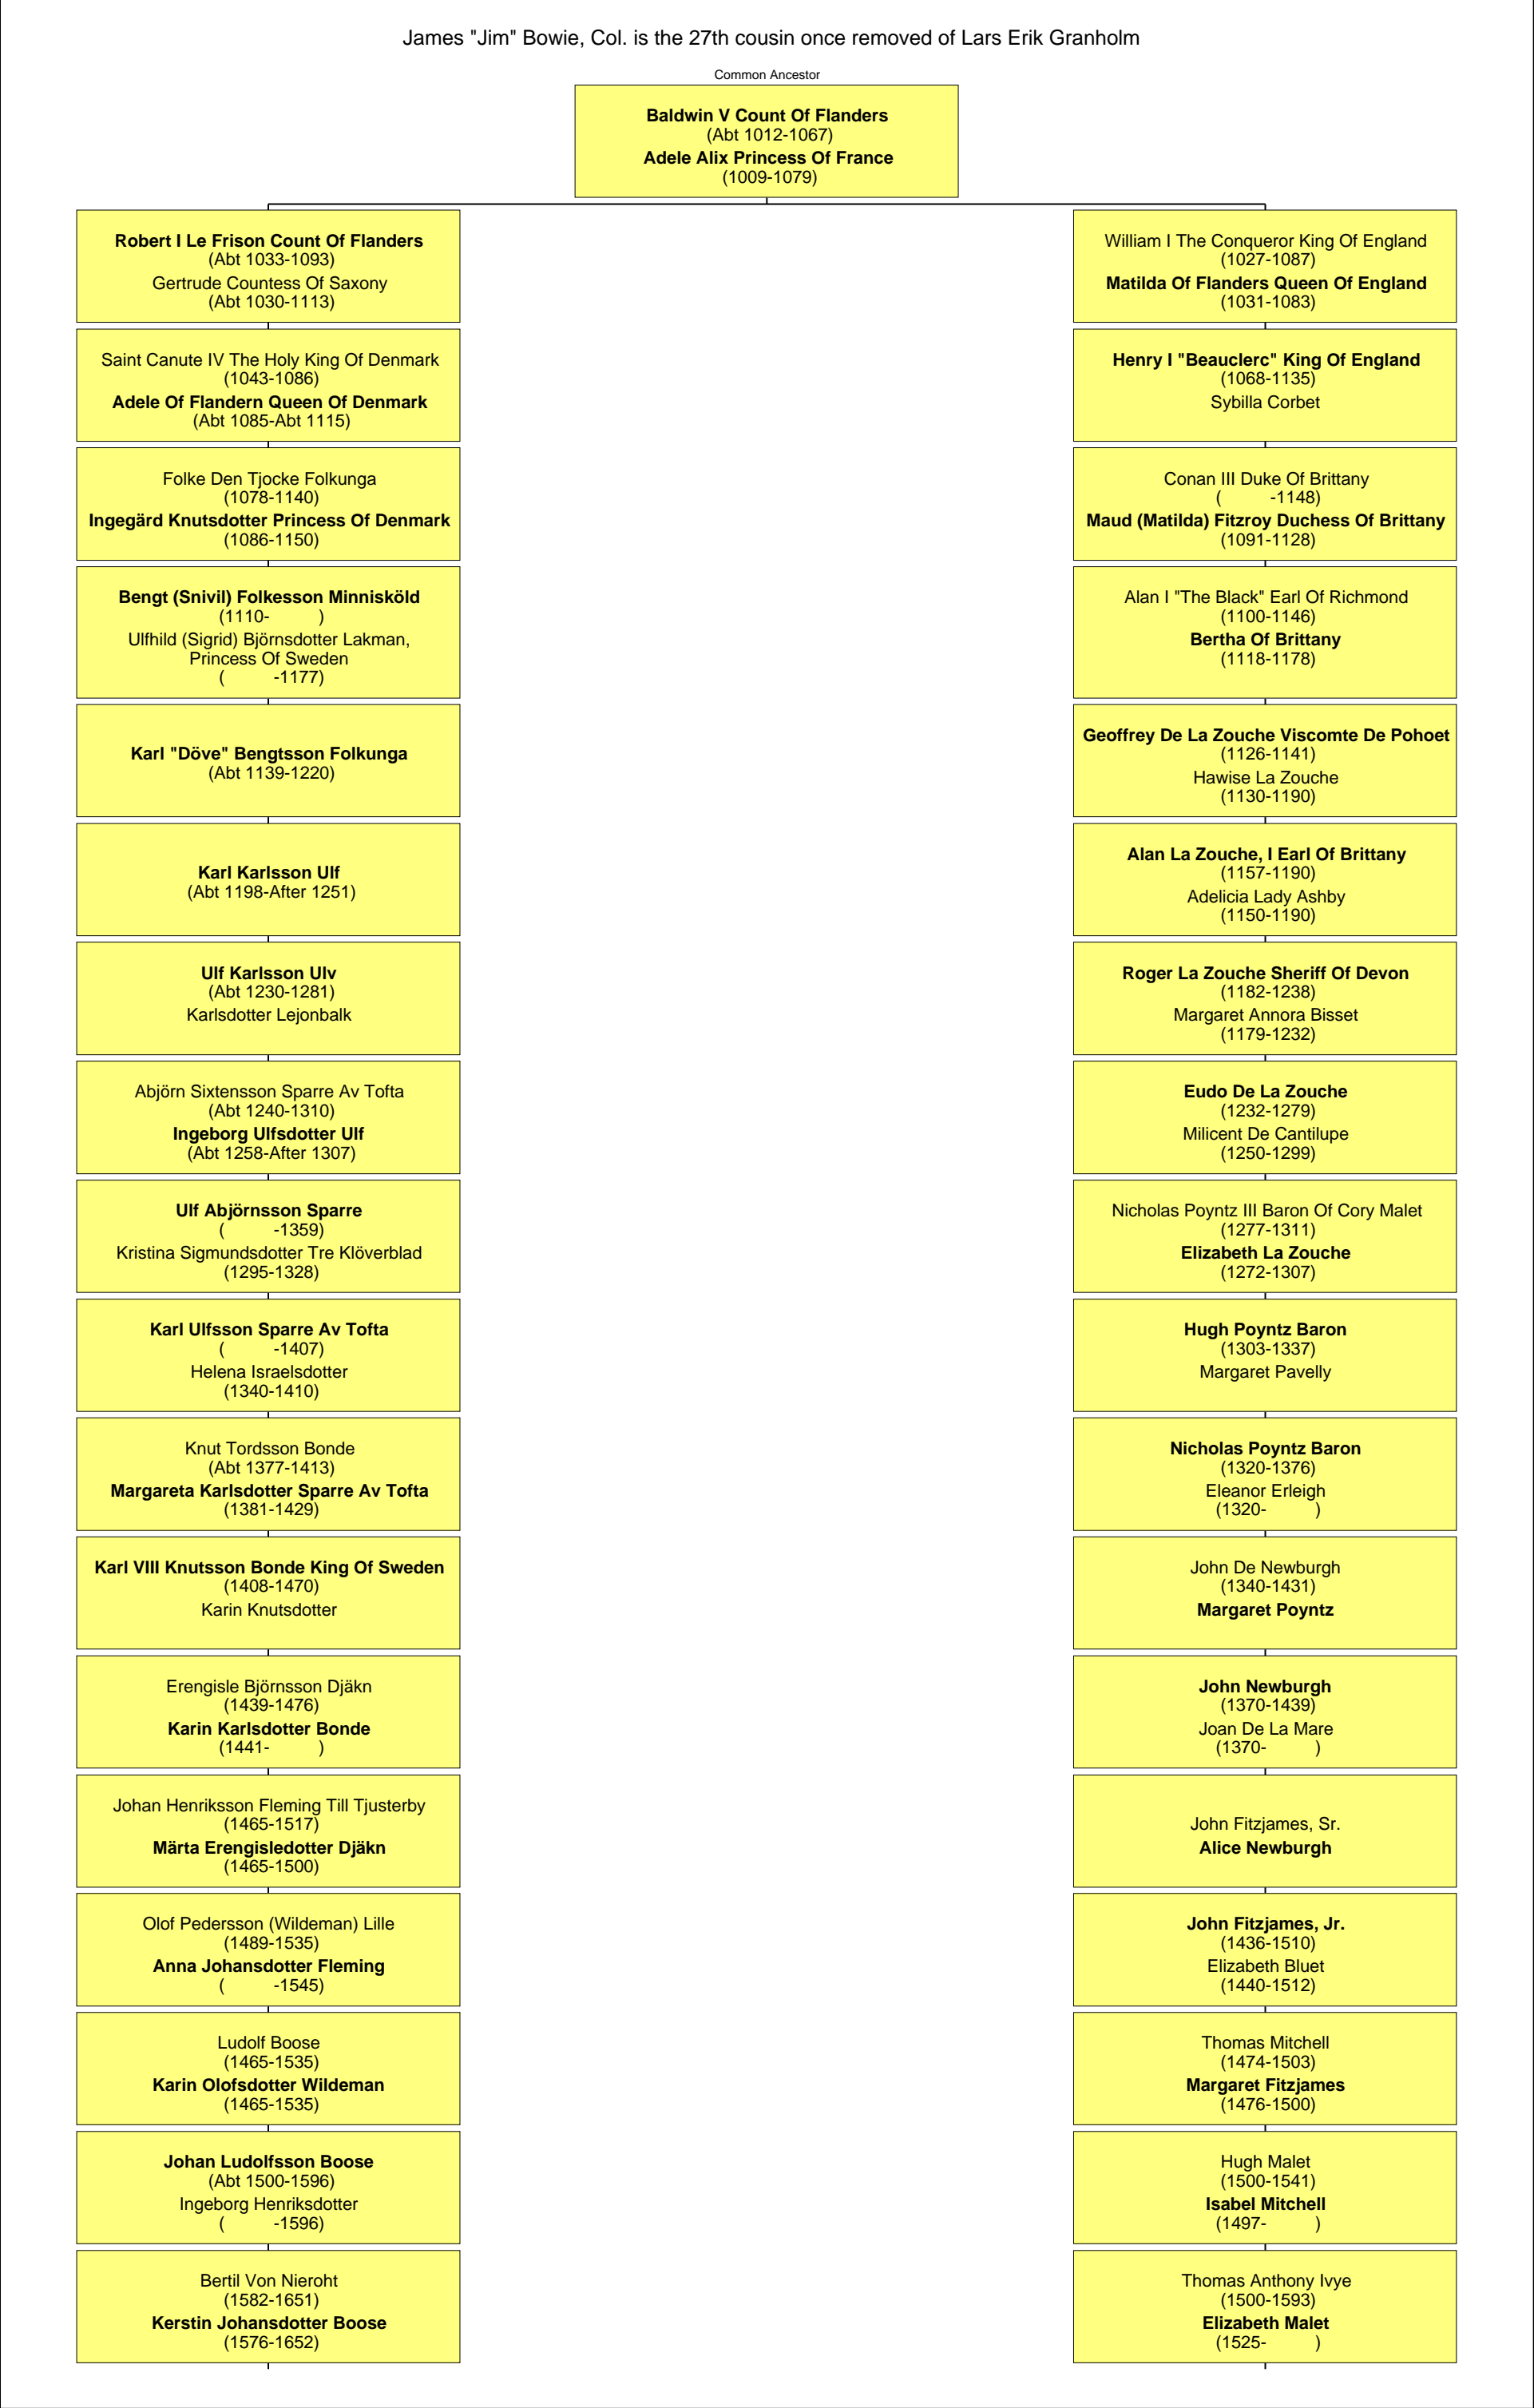 James "Jim" Bowie, Col. is the 27th cousin once removed of Lars Erik Granholm
Common Ancestor
Baldwin V Count Of Flanders
(Abt 1012-1067)
Adele Alix Princess Of France
(1009-1079)
Robert I Le Frison Count Of Flanders
(Abt 1033-1093)
Gertrude Countess Of Saxony
(Abt 1030-1113)
Saint Canute IV The Holy King Of Denmark
(1043-1086)
Adele Of Flandern Queen Of Denmark
(Abt 1085-Abt 1115)
Folke Den Tjocke Folkunga
(1078-1140)
Ingegärd Knutsdotter Princess Of Denmark
(1086-1150)
Bengt (Snivil) Folkesson Minnisköld
(1110- )
Ulfhild (Sigrid) Björnsdotter Lakman,
Princess Of Sweden
( -1177)
Karl "Döve" Bengtsson Folkunga
(Abt 1139-1220)
Karl Karlsson Ulf
(Abt 1198-After 1251)
Ulf Karlsson Ulv
(Abt 1230-1281)
Karlsdotter Lejonbalk
Abjörn Sixtensson Sparre Av Tofta
(Abt 1240-1310)
Ingeborg Ulfsdotter Ulf
(Abt 1258-After 1307)
Ulf Abjörnsson Sparre
( -1359)
Kristina Sigmundsdotter Tre Klöverblad
(1295-1328)
Karl Ulfsson Sparre Av Tofta
( -1407)
Helena Israelsdotter
(1340-1410)
Knut Tordsson Bonde
(Abt 1377-1413)
Margareta Karlsdotter Sparre Av Tofta
(1381-1429)
Karl VIII Knutsson Bonde King Of Sweden
(1408-1470)
Karin Knutsdotter
Erengisle Björnsson Djäkn
(1439-1476)
Karin Karlsdotter Bonde
(1441- )
Johan Henriksson Fleming Till Tjusterby
(1465-1517)
Märta Erengisledotter Djäkn
(1465-1500)
Olof Pedersson (Wildeman) Lille
(1489-1535)
Anna Johansdotter Fleming
( -1545)
Ludolf Boose
(1465-1535)
Karin Olofsdotter Wildeman
(1465-1535)
Johan Ludolfsson Boose
(Abt 1500-1596)
Ingeborg Henriksdotter
( -1596)
Bertil Von Nieroht
(1582-1651)
Kerstin Johansdotter Boose
(1576-1652)
William I The Conqueror King Of England
(1027-1087)
Matilda Of Flanders Queen Of England
(1031-1083)
Henry I "Beauclerc" King Of England
(1068-1135)
Sybilla Corbet
Conan III Duke Of Brittany
( -1148)
Maud (Matilda) Fitzroy Duchess Of Brittany
(1091-1128)
Alan I "The Black" Earl Of Richmond
(1100-1146)
Bertha Of Brittany
(1118-1178)
Geoffrey De La Zouche Viscomte De Pohoet
(1126-1141)
Hawise La Zouche
(1130-1190)
Alan La Zouche, I Earl Of Brittany
(1157-1190)
Adelicia Lady Ashby
(1150-1190)
Roger La Zouche Sheriff Of Devon
(1182-1238)
Margaret Annora Bisset
(1179-1232)
Eudo De La Zouche
(1232-1279)
Milicent De Cantilupe
(1250-1299)
Nicholas Poyntz III Baron Of Cory Malet
(1277-1311)
Elizabeth La Zouche
(1272-1307)
Hugh Poyntz Baron
(1303-1337)
Margaret Pavelly
Nicholas Poyntz Baron
(1320-1376)
Eleanor Erleigh
(1320- )
John De Newburgh
(1340-1431)
Margaret Poyntz
John Newburgh
(1370-1439)
Joan De La Mare
(1370- )
John Fitzjames, Sr.
Alice Newburgh
John Fitzjames, Jr.
(1436-1510)
Elizabeth Bluet
(1440-1512)
Thomas Mitchell
(1474-1503)
Margaret Fitzjames
(1476-1500)
Hugh Malet
(1500-1541)
Isabel Mitchell
(1497- )
Thomas Anthony Ivye
(1500-1593)
Elizabeth Malet
(1525- )